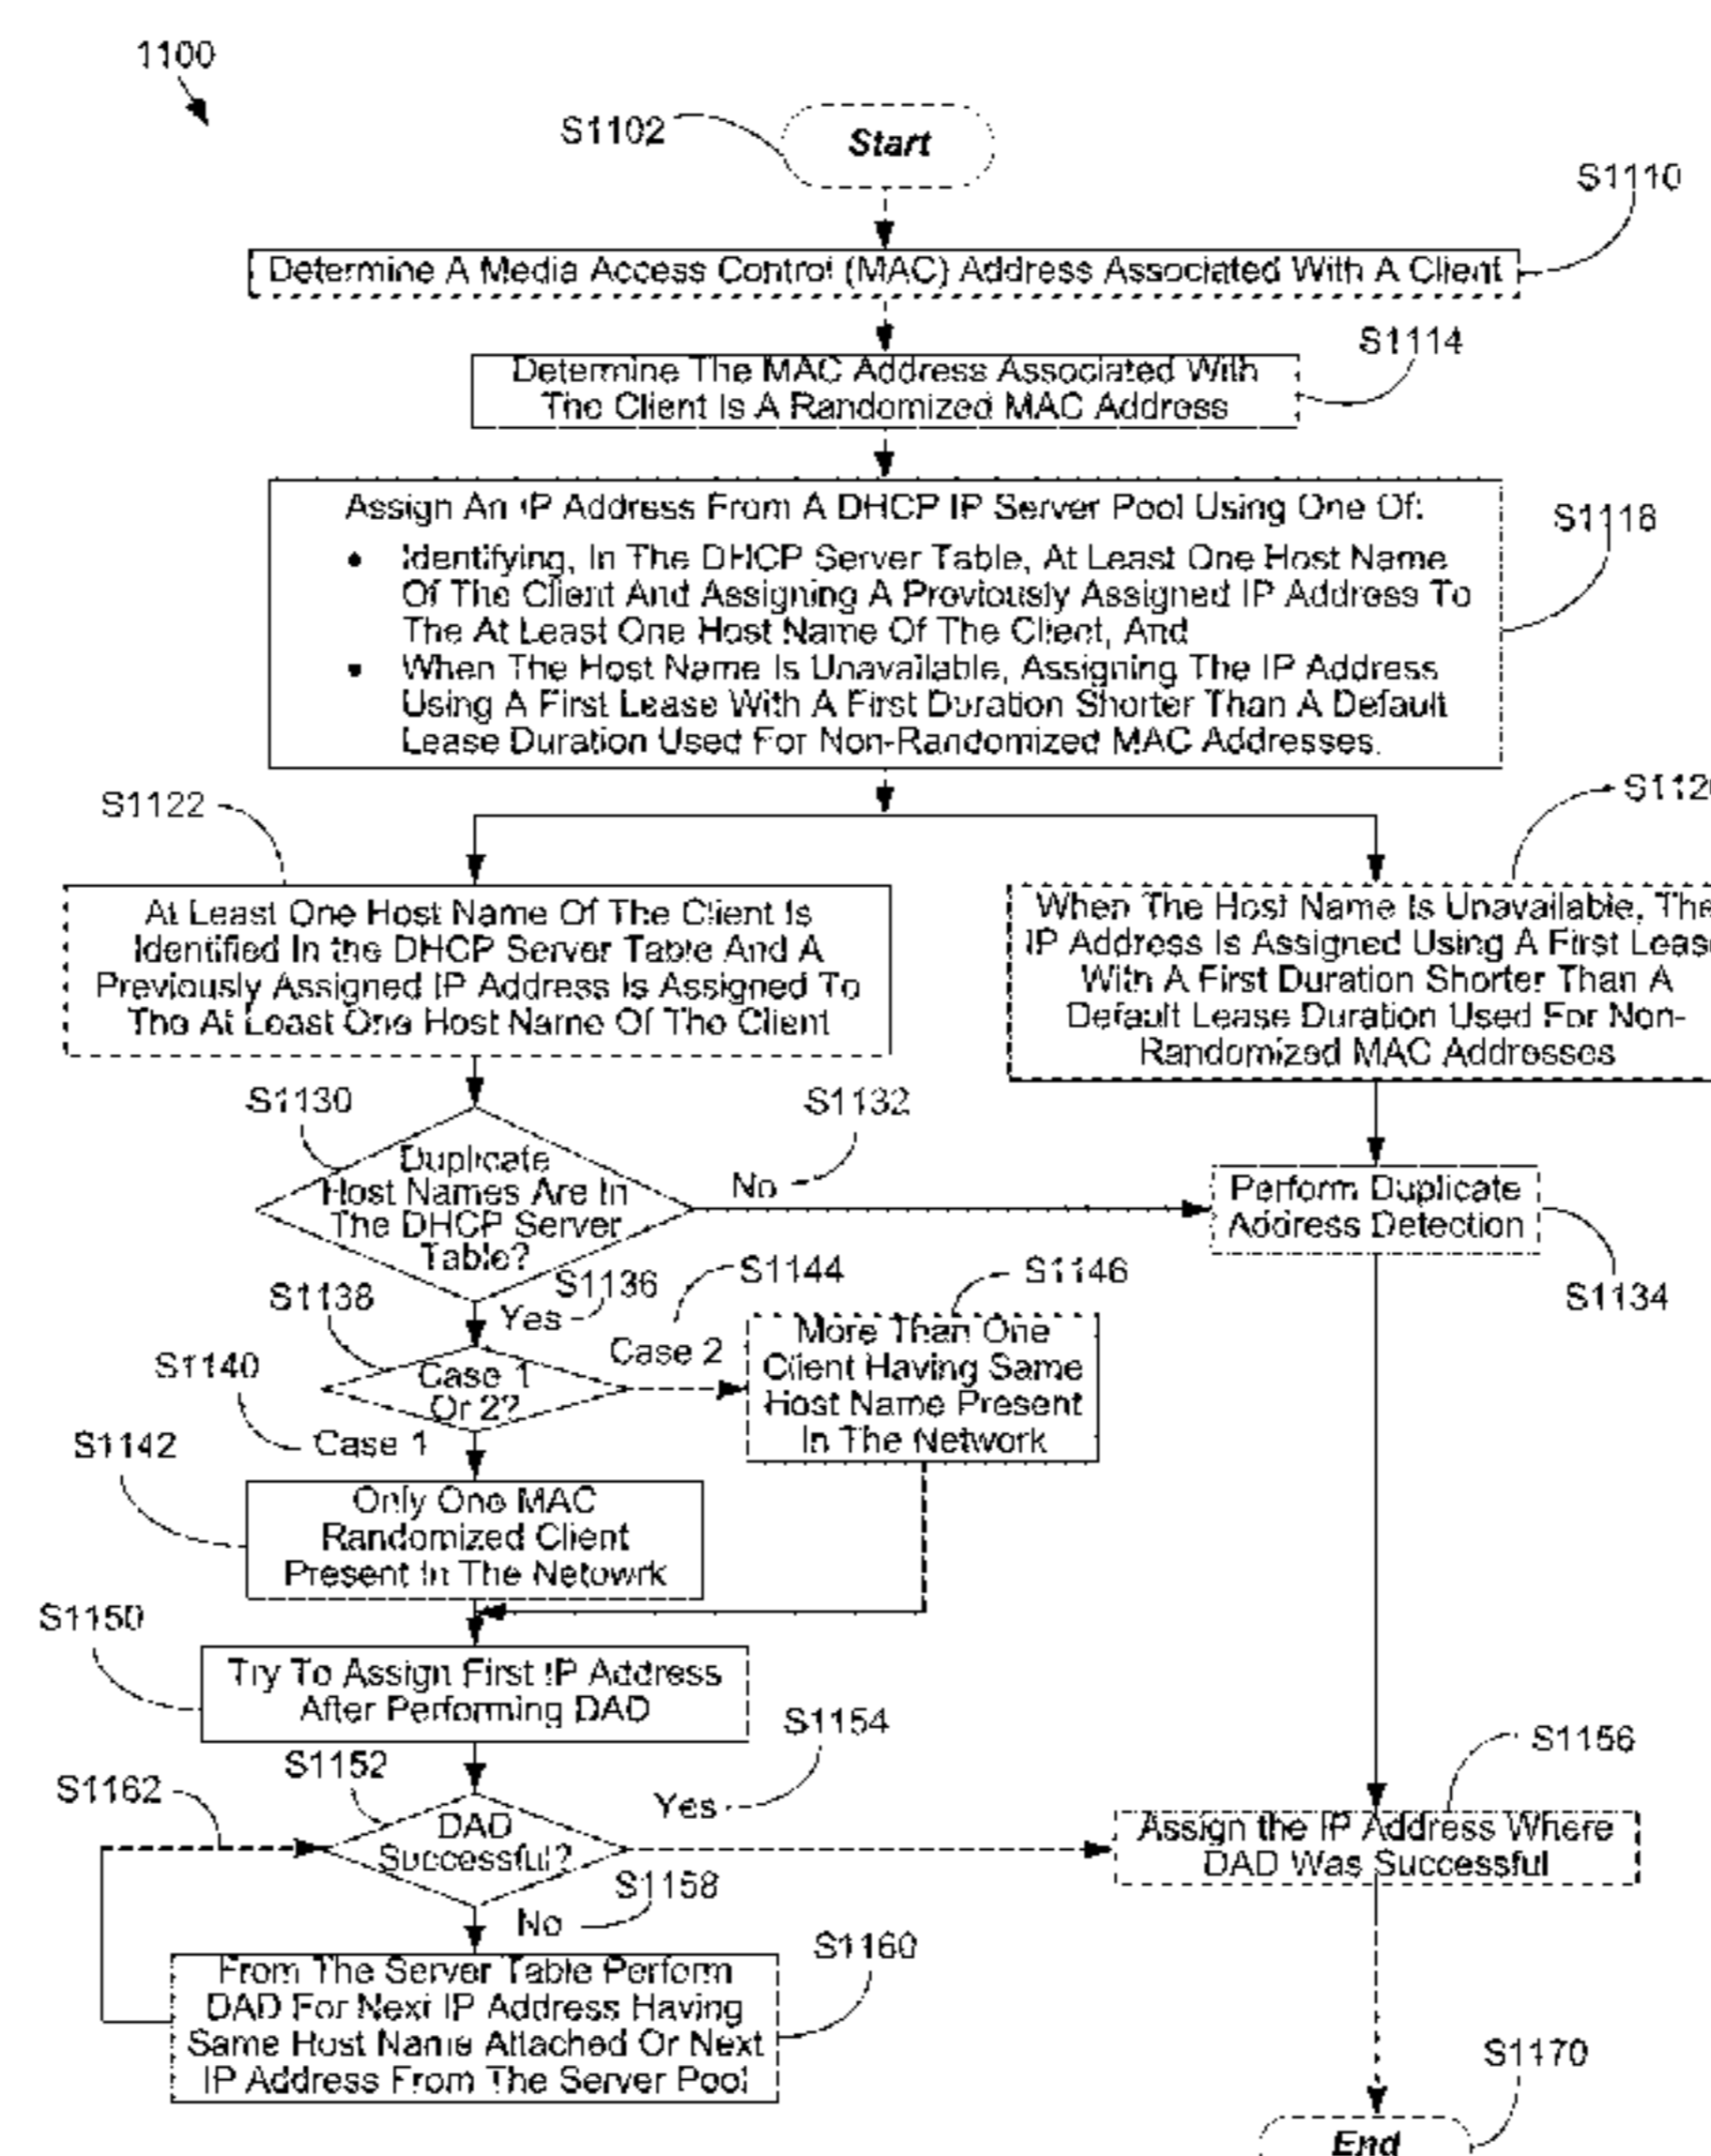 1100
S1102
Start
S1110
Determine A Media Access Control (MAC) Address Associated With A Client
S1114
Determine The MAC Address Associated With
The Client Is A Randomized MAC Address
S1118
Assign An IP Address From A DHCP IP Server Pool Using One Of:
• Identifying, In The DHCP Server Table, At Least One Host Name
Of The Client And Assigning A Previously Assigned IP Address To
The At Least One Host Name Of The Client, And
• When The Host Name Is Unavailable, Assigning The IP Address
Using A First Lease With A First Duration Shorter Than A Default
Lease Duration Used For Non-Randomized MAC Addresses.
S1122
At Least One Host Name Of The Client Is
Identified In the DHCP Server Table And A
Previously Assigned IP Address Is Assigned To
The At Least One Host Name Of The Client
When The Host Name Is Unavailable, The
IP Address Is Assigned Using A First Lease
With A First Duration Shorter Than A
Default Lease Duration Used For Non-
Randomized MAC Addresses
S1130
Duplicate
Host Names Are In
The DHCP Server
Table?
S1132
No
Perform Duplicate
Address Detection
S1134
S1136
Yes
S1138
Case 1
Or 2?
S1144
Case 2
S1146
More Than One
Client Having Same
Host Name Present
In The Network
S1140
Case 1
S1142
Only One MAC
Randomized Client
Present In The Netowrk
S1150
Try To Assign First IP Address
After Performing DAD
S1152
DAD
Successful?
S1154
Yes
S1156
Assign the IP Address Where
DAD Was Successful
S1162
S1158
No
S1160
From The Server Table Perform
DAD For Next IP Address Having
Same Host Name Attached Or Next
IP Address From The Server Pool
S1170
End